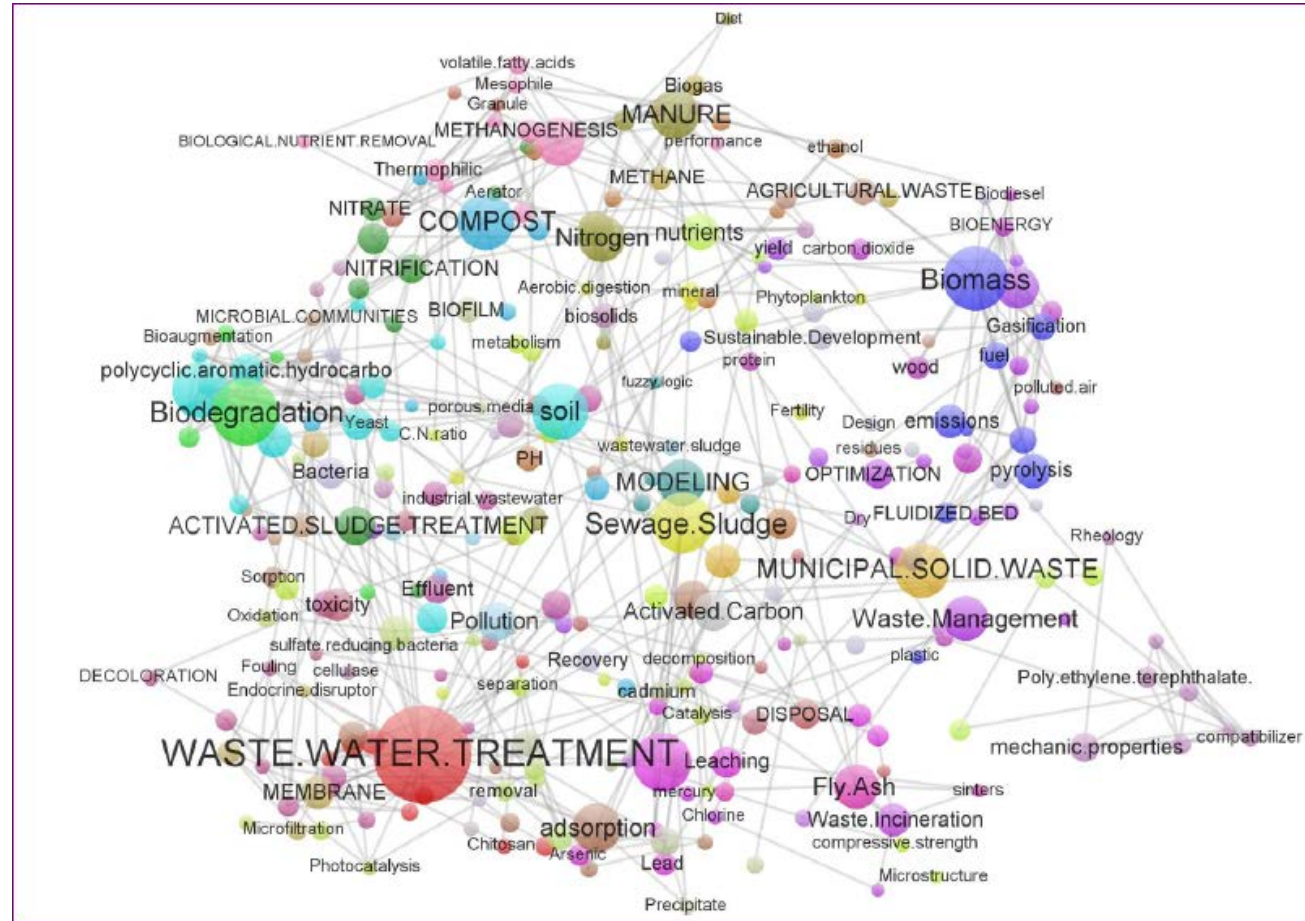 Diet
volatile.fatty.acids
Mesophile
Biogas
Granule
MANURE
METHANOGENESIS
BIOLOGICAL.NUTRIENT.REMOVAL
performance
ethanol
Thermophilic
METHANE
Aerator
AGRICULTURAL.WASTE
Biodiesel
NITRATE
COMPOST
BIOENERGY
Nitrogen
nutrients
yield
carbon.dioxide
NITRIFICATION
Biomass
Aerobic.digestion
mineral
Phytoplankton
BIOFILM
MICROBIAL.COMMUNITIES
biosolids
Gasification
Bioaugmentation
metabolism
Sustainable.Development
fuel
protein
wood
polycyclic.aromatic.hydrocarbo
fuzzy.logic
polluted.air
Biodegradation
porous.media
soil
Fertility
Yeast
Design
emissions
C.N.ratio
wastewater.sludge
residues
PH
Bacteria
MODELING
OPTIMIZATION
pyrolysis
industrial.wastewater
ACTIVATED.SLUDGE.TREATMENT
Sewage.Sludge
Dry
FLUIDIZED.BED
Rheology
MUNICIPAL.SOLID.WASTE
Sorption
Effluent
toxicity
Activated.Carbon
Oxidation
Pollution
Waste.Management
sulfate.reducing.bacteria
plastic
Fouling
Recovery
decomposition
DECOLORATION
cellulase
Poly.ethylene.terephthalate.
Endocrine.disruptor
separation
cadmium
Catalysis
DISPOSAL
compatibilizer
WASTE.WATER.TREATMENT
mechanic.properties
Leaching
MEMBRANE
removal
mercury
Fly.Ash
sinters
Chlorine
Microfiltration
adsorption
Waste.Incineration
Chitosan
compressive.strength
Arsenic
Photocatalysis
Lead
Microstructure
Precipitate